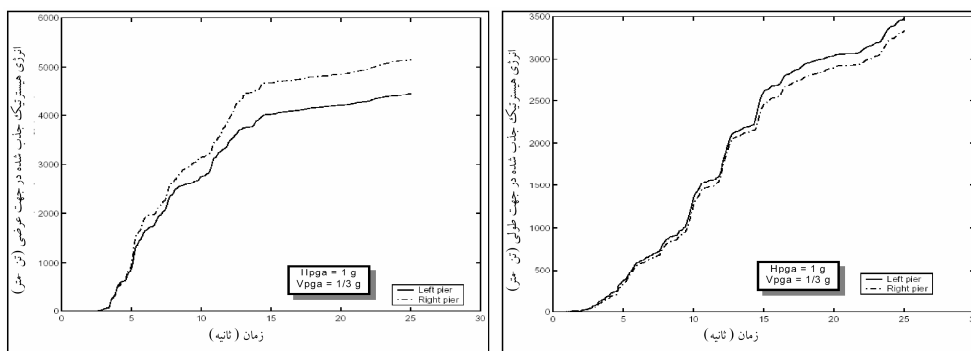 انرژی هیسترتیک جذب شده در جهت عرضی (تن متر)
6000
5000
4000
3000
2000
1000
0
0 5 10 15 20 25 30
Hpga = 1 g
Vpga = 1/3 g
Left pier
Right pier
زمان (ثانیه)
انرژی هیسترتیک جذب شده در جهت طولی (تن متر)
3500
3000
2500
2000
1500
1000
500
0
0 5 10 15 20 25 30
Hpga = 1 g
Vpga = 1/3 g
Left pier
Right pier
زمان (ثانیه)